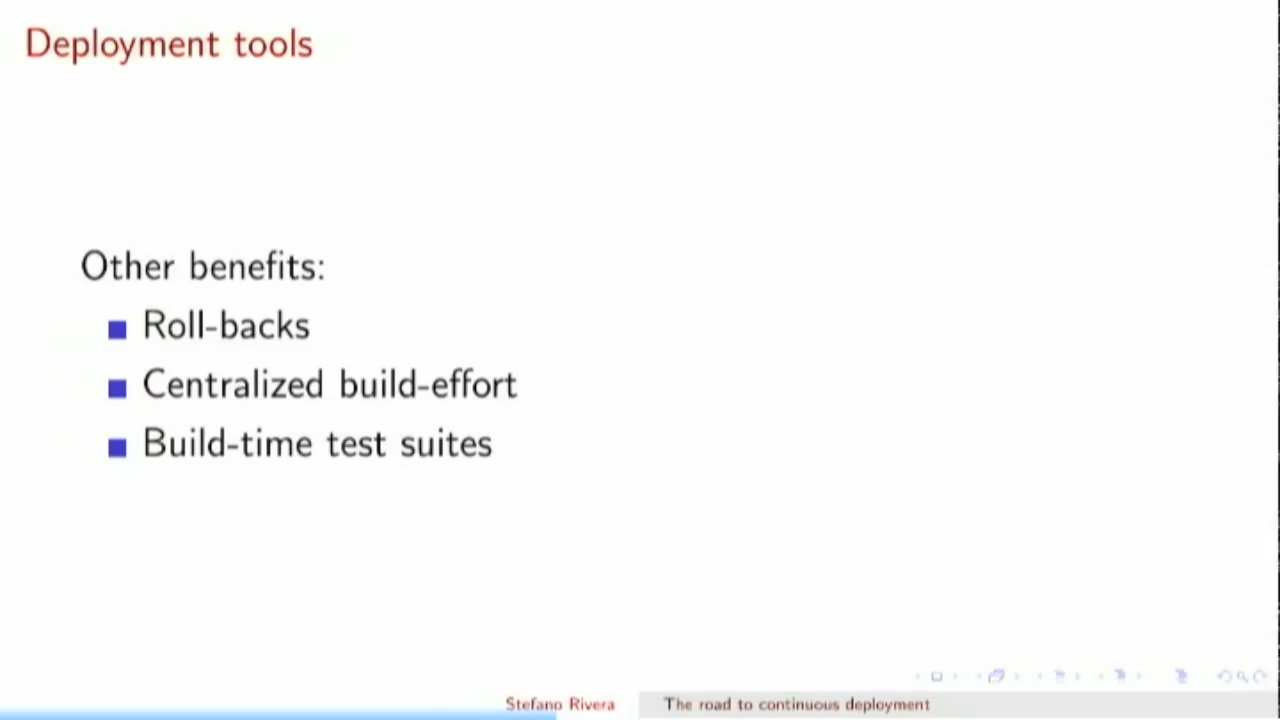 Deployment tools
Other benefits:
Roll-backs
Centralized build-effort
Build-time test suites
Stefano Rivera
The road to continuous deployment